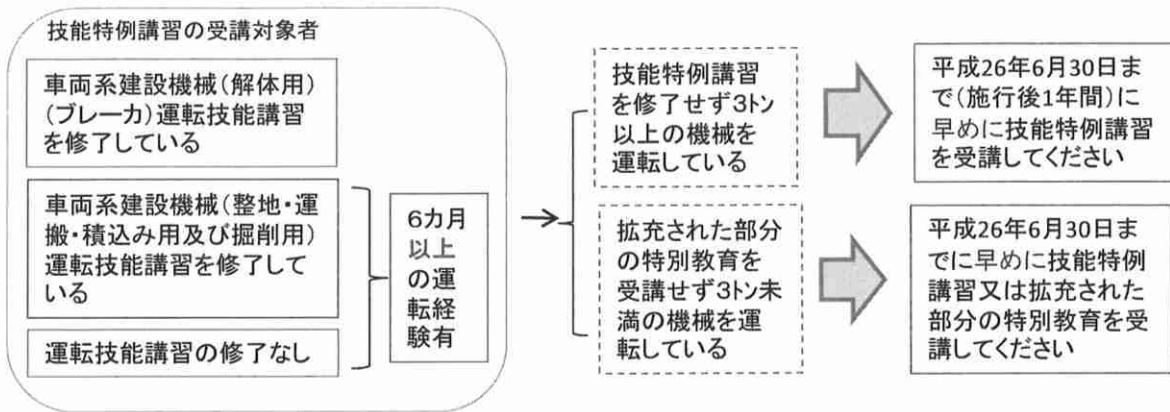 技能特例講習の受講対象者
車両系建設機械(解体用)
(ブレーカ)運転技能講習
を修了している
車両系建設機械(整地・運
搬・積込み用及び掘削用)
運転技能講習を修了して
いる
運転技能講習の修了なし
6カ月
以上
の運
転経
験有
技能特例講習
を修了せず3トン
以上の機械を
運転している
拡充された部分
の特別教育を
受講せず3トン未
満の機械を運
転している
平成26年6月30日ま
で(施行後1年間)に
早めに技能特例講習
を受講してください
平成26年6月30日ま
でに早めに技能特例
講習又は拡充された
部分の特別教育を受
講してください